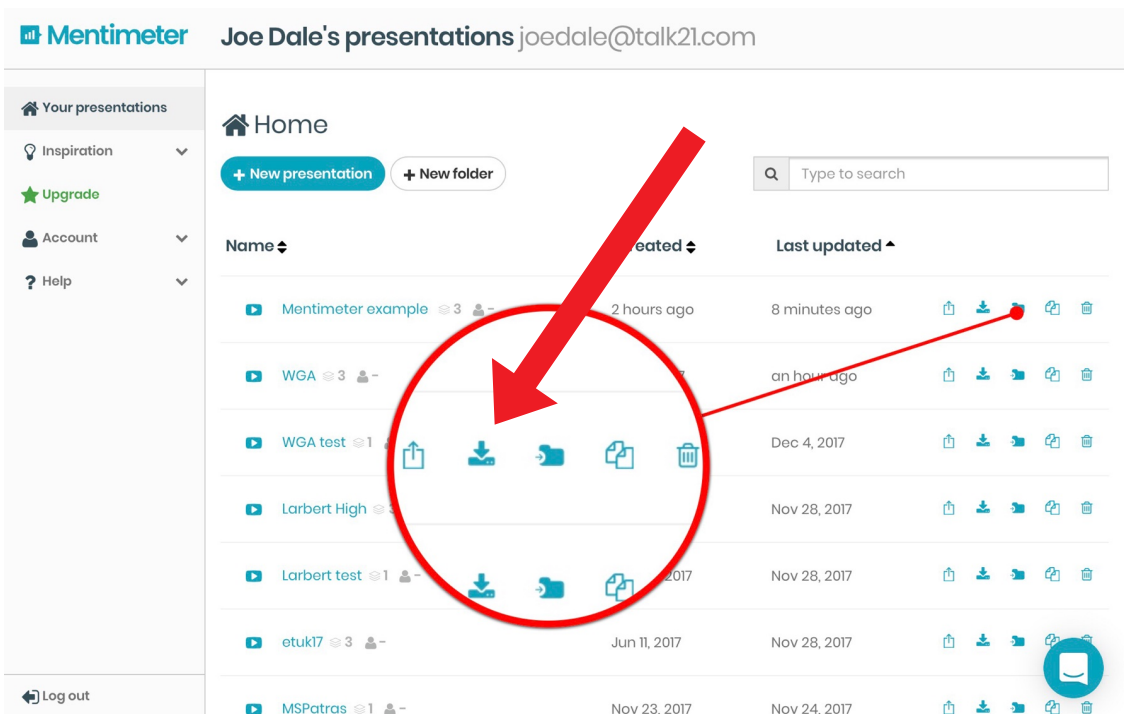 Mentimeter Joe Dale's presentations joedale@talk21.com
Your presentations
Inspiration
Upgrade
Account
? Help
Log out
Home
+ New presentation + New folder
Type to search
Name eated Last updated
Mentimeter example 3 - 2 hours ago 8 minutes ago
WGA 3 - 7 an hour ago
WGA test 1 Dec 4, 2017
Larbert High Nov 28, 2017
Larbert test 1 - 2017 Nov 28, 2017
etuk17 3 - Jun 11, 2017 Nov 28, 2017
MSPatras 1 - Nov 23, 2017 Nov 24, 2017